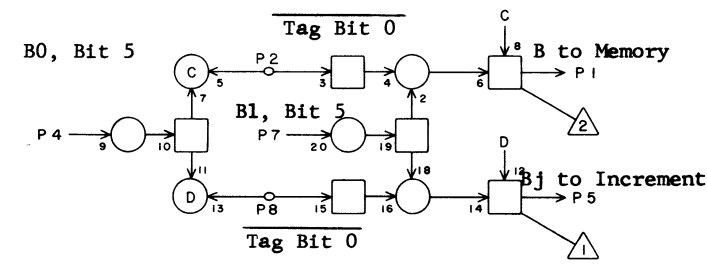 Tag Bit 0
C
B0, Bit 5
8
B to Memory
C
P2
P1
5
3
4
6
7
2
B1, Bit 5
2
P4
9
10
P7
20
19
D
11
18
12
Bj to Increment
D
13
P8
15
16
14
P5
Tag Bit 0
1